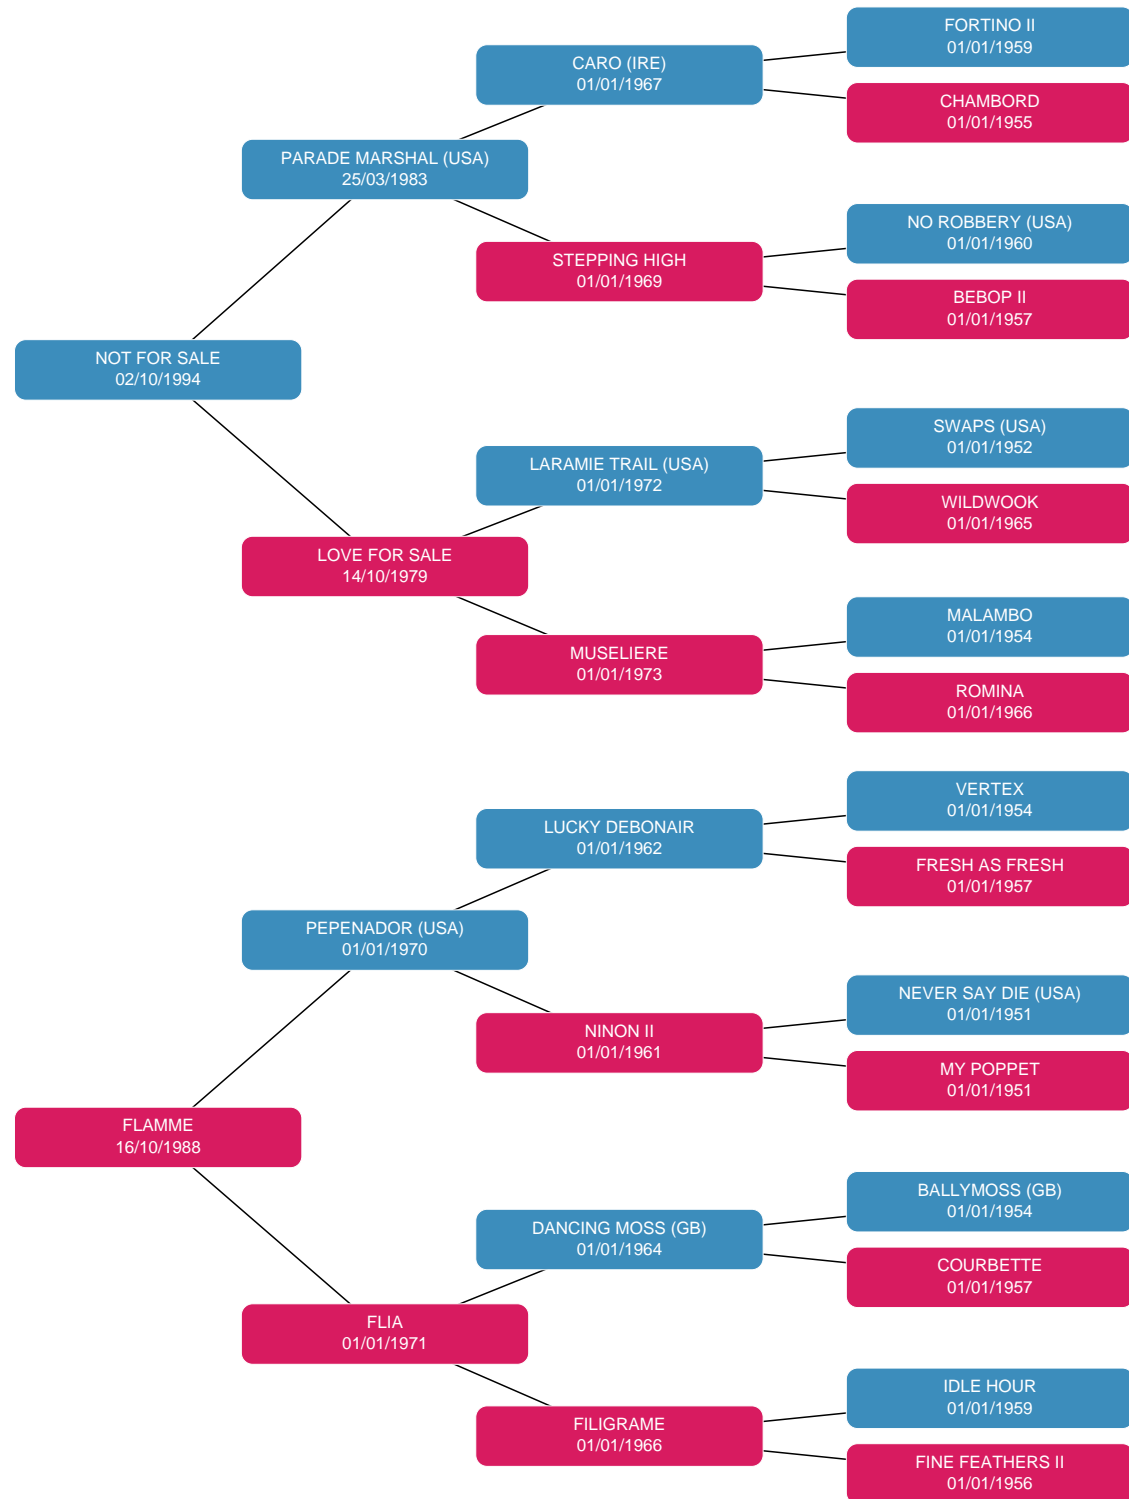 FORTINO II
01/01/1959
CARO (IRE)
01/01/1967
CHAMBORD
01/01/1955
PARADE MARSHAL (USA)
25/03/1983
NO ROBBERY (USA)
01/01/1960
STEPPING HIGH
01/01/1969
BEBOP II
01/01/1957
NOT FOR SALE
02/10/1994
SWAPS (USA)
01/01/1952
LARAMIE TRAIL (USA)
01/01/1972
WILDWOOK
01/01/1965
LOVE FOR SALE
14/10/1979
MALAMBO
01/01/1954
MUSELIERE
01/01/1973
ROMINA
01/01/1966
VERTEX
01/01/1954
LUCKY DEBONAIR
01/01/1962
FRESH AS FRESH
01/01/1957
PEPENADOR (USA)
01/01/1970
NEVER SAY DIE (USA)
01/01/1951
NINON II
01/01/1961
MY POPPET
01/01/1951
FLAMME
16/10/1988
BALLYMOSS (GB)
01/01/1954
DANCING MOSS (GB)
01/01/1964
COURBETTE
01/01/1957
FLIA
01/01/1971
IDLE HOUR
01/01/1959
FILIGRAME
01/01/1966
FINE FEATHERS II
01/01/1956